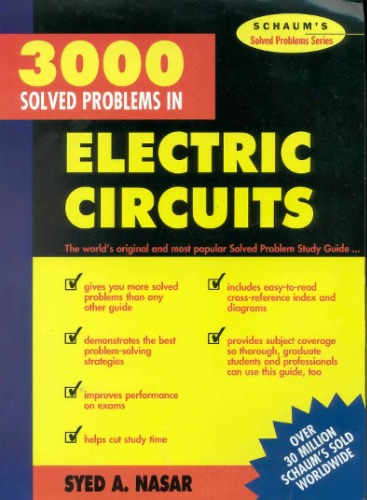 SCHAUM'S
Solved Problems Series
3000
SOLVED PROBLEMS IN
ELECTRIC
CIRCUITS
The world's original and most popular Solved Problem Study Guide ...
gives you more solved
problems than any
other guide
demonstrates the best
problem-solving
strategies
improves performance
on exams
helps cut study time
includes easy-to-read
cross-reference index and
diagrams
provides subject coverage
so thorough, graduate
students and professionals
can use this guide, too
OVER
30 MILLION
SCHAUM'S SOLD
WORLDWIDE
SYED A. NASAR